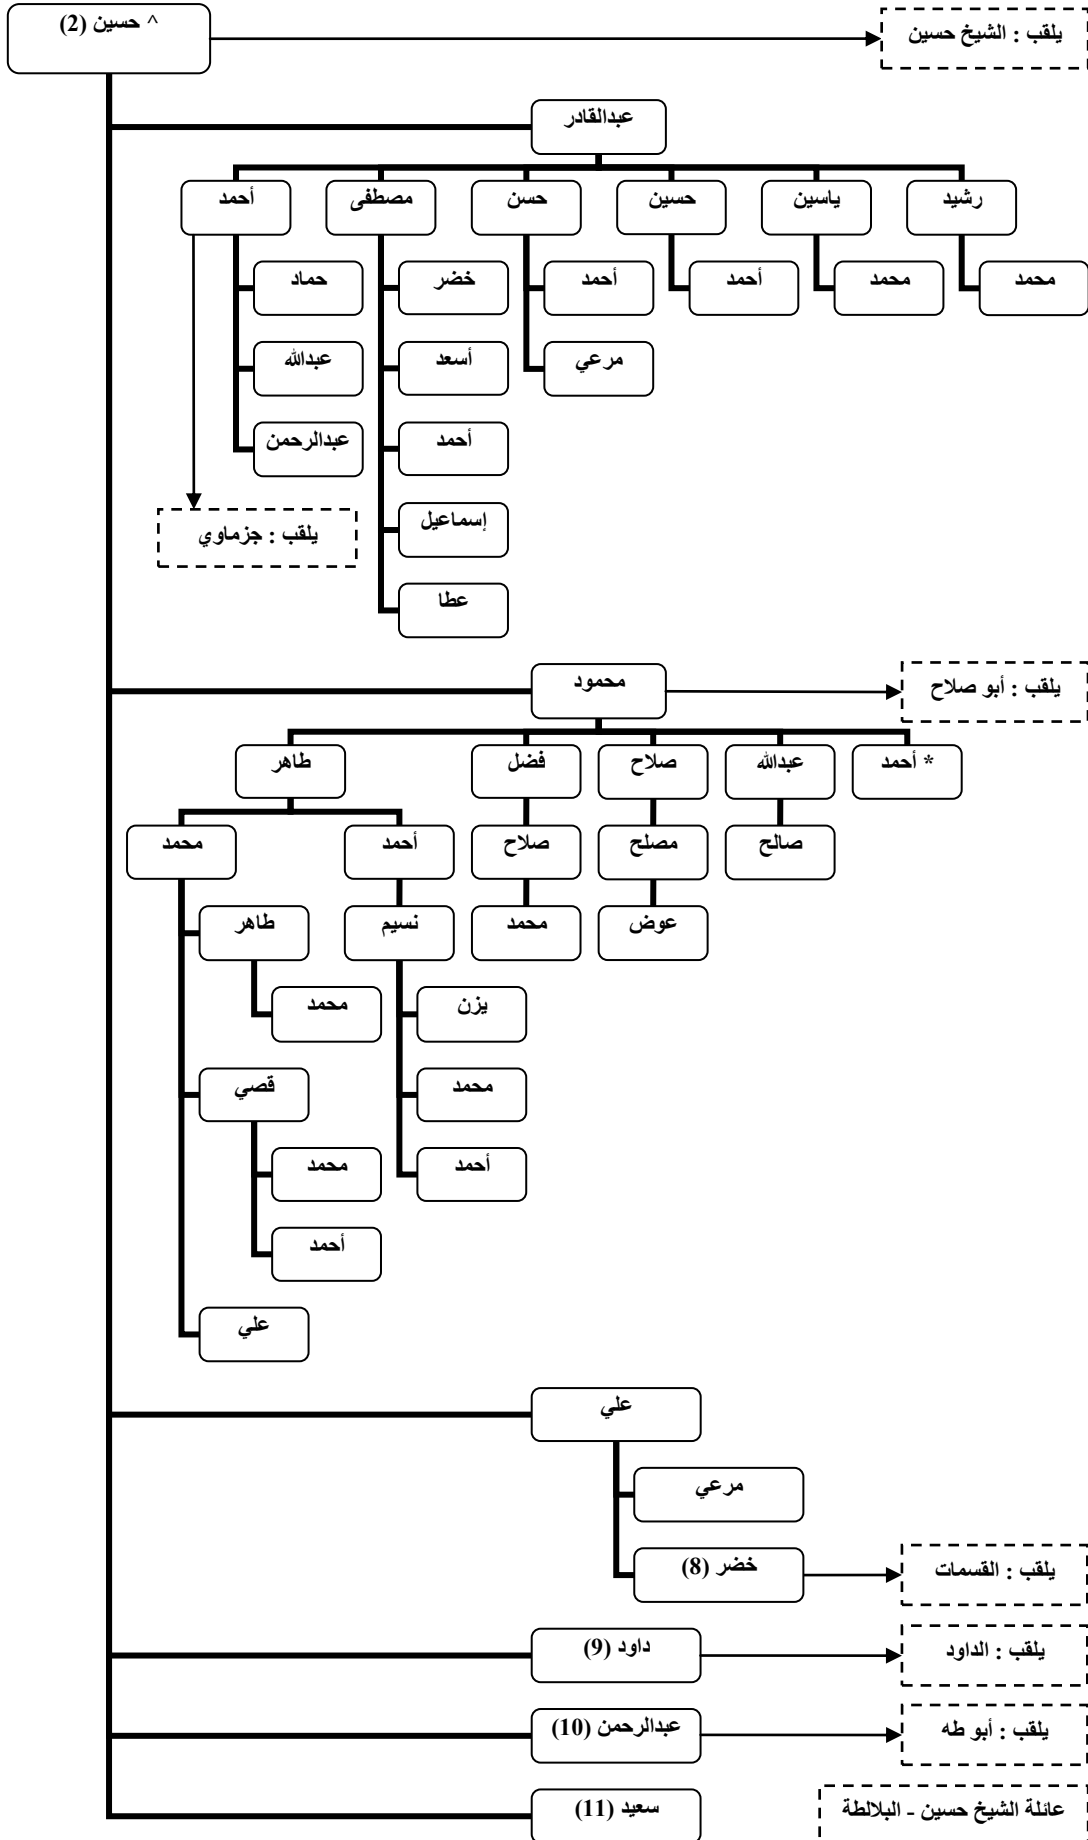 ^ حسين (2)
يلقب : الشيخ حسين
عبدالقادر
رشيد
ياسين
حسين
حسن
مصطفى
أحمد
محمد
محمد
أحمد
أحمد
خضر
حماد
مرعي
أسعد
عبدالله
أحمد
عبدالرحمن
إسماعيل
يلقب : جزماوي
عطا
محمود
يلقب : أبو صلاح
* أحمد
عبدالله
صلاح
فضل
طاهر
صالح
مصلح
صلاح
أحمد
محمد
عوض
محمد
نسيم
طاهر
يزن
محمد
محمد
قصي
أحمد
محمد
أحمد
علي
علي
مرعي
خضر (8)
يلقب : القسمات
داود (9)
يلقب : الداود
عبدالرحمن (10)
يلقب : أبو طه
سعيد (11)
عائلة الشيخ حسين - البلالطة